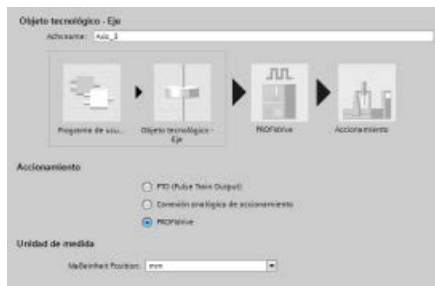 Objeto tecnológico - Eje
Achsname: Axis_3
Programa de usu...
Objeto tecnológico - Eje
PROFIdrive
Accionamiento
Accionamiento
PTO (Pulse Train Output)
Conexión analógica de accionamiento
PROFIdrive
Unidad de medida
Maßeinheit Position: mm